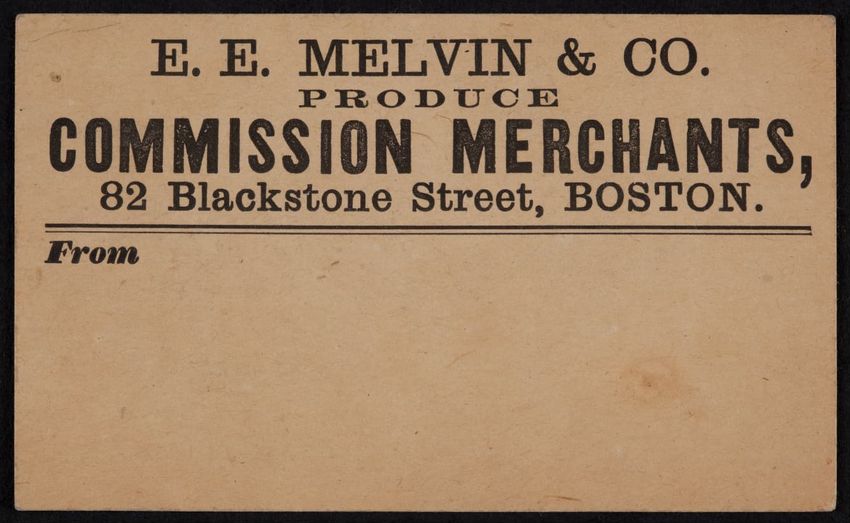 E. E. MELVIN & CO.
PRODUCE
COMMISSION MERCHANTS,
82 Blackstone Street, BOSTON.
From